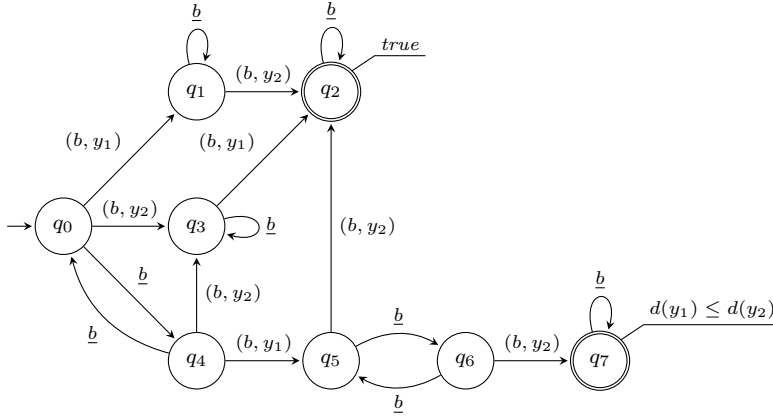 b b
true
q1 (b, y2) q2
(b, y1) (b, y1)
q0 (b, y2) q3 b (b, y2)
b (b, y2)
b b d(y1) ≤ d(y2)
b
q4 (b, y1) q5 q6 (b, y2) q7
b